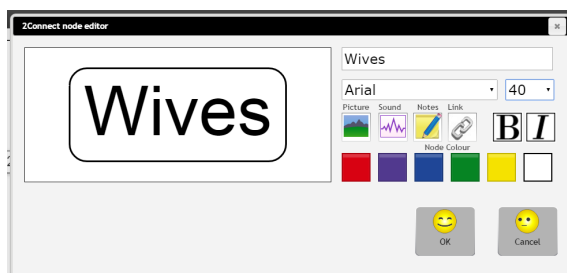 2Connect node editor
Wives
Wives
Arial 40
Picture Sound Notes Link
B I
Node Colour
OK Cancel